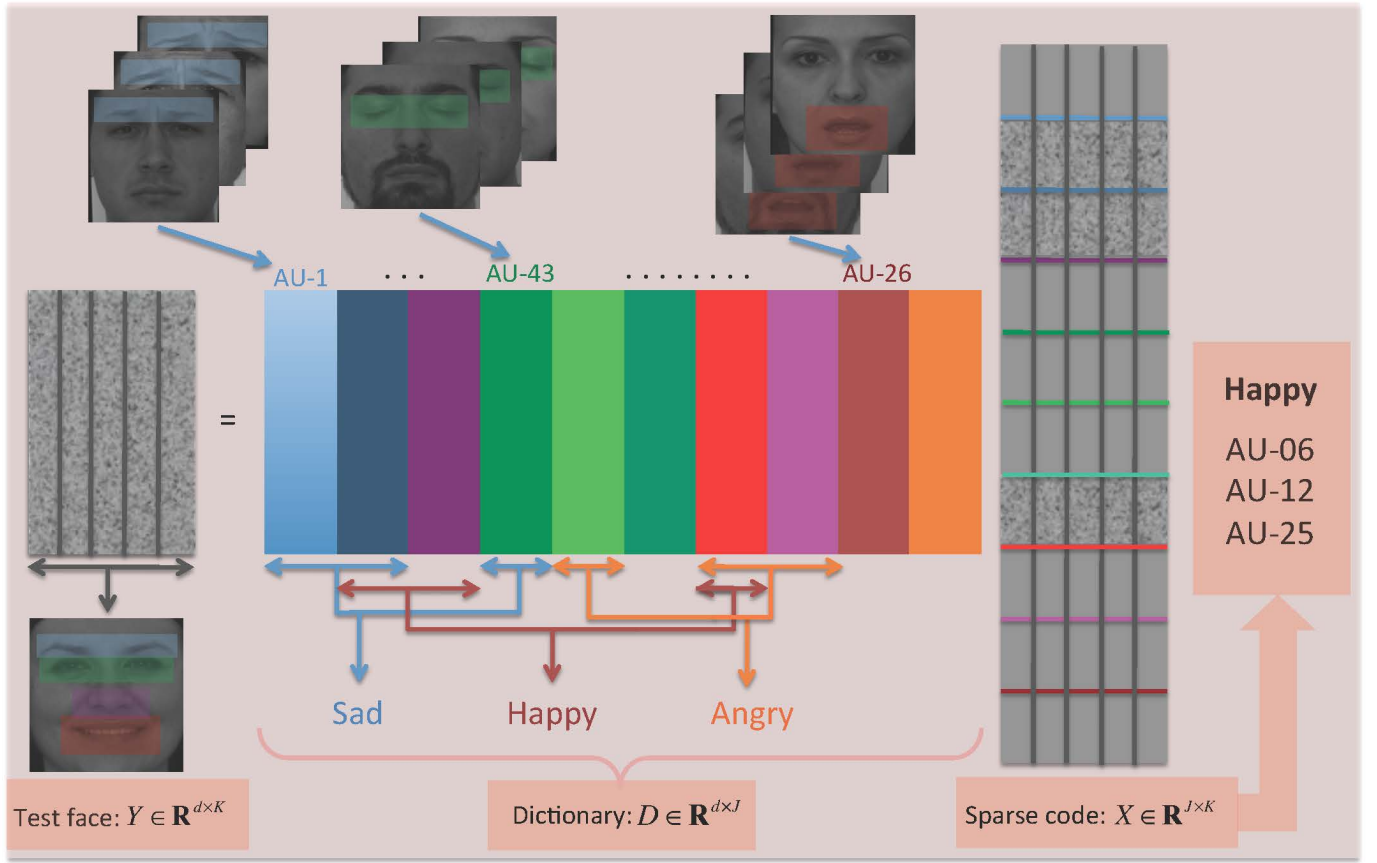 AU-1
. . .
AU-43
. . . . . . . .
AU-26
=
Happy
AU-06
AU-12
AU-25
Sad
Happy
Angry
Test face: Y ∈ R^{d×K}
Dictionary: D ∈ R^{d×J}
Sparse code: X ∈ R^{J×K}